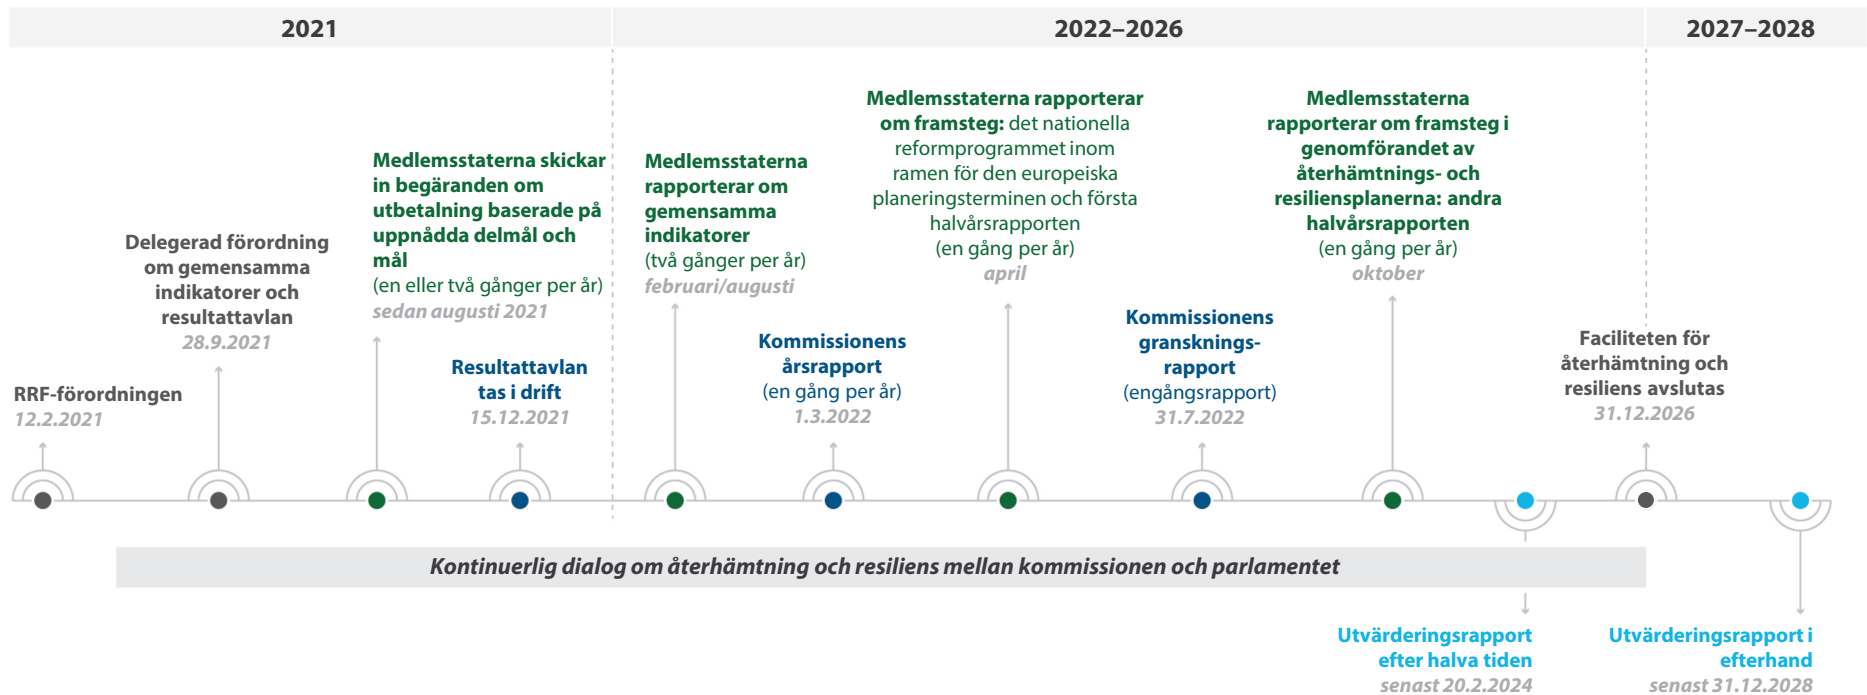 2021
2022–2026
2027–2028
RRF-förordningen
12.2.2021
Delegerad förordning
om gemensamma
indikatorer och
resultattavlan
28.9.2021
Medlemsstaterna skickar
in begäranden om
utbetalning baserade på
uppnådda delmål och
mål
(en eller två gånger per år)
sedan augusti 2021
Resultattavlan
tas i drift
15.12.2021
Medlemsstaterna
rapporterar om
gemensamma
indikatorer
(två gånger per år)
februari/augusti
Kommissionens
årsrapport
(en gång per år)
1.3.2022
Medlemsstaterna rapporterar
om framsteg: det nationella
reformprogrammet inom
ramen för den europeiska
planeringsterminen och första
halvårsrapporten
(en gång per år)
april
Kommissionens
gransknings-
rapport
(engångsrapport)
31.7.2022
Medlemsstaterna
rapporterar om framsteg i
genomförandet av
återhämtnings- och
resiliensplanerna: andra
halvårsrapporten
(en gång per år)
oktober
Faciliteten för
återhämtning och
resiliens avslutas
31.12.2026
Kontinuerlig dialog om återhämtning och resiliens mellan kommissionen och parlamentet
Utvärderingsrapport
efter halva tiden
senast 20.2.2024
Utvärderingsrapport i
efterhand
senast 31.12.2028